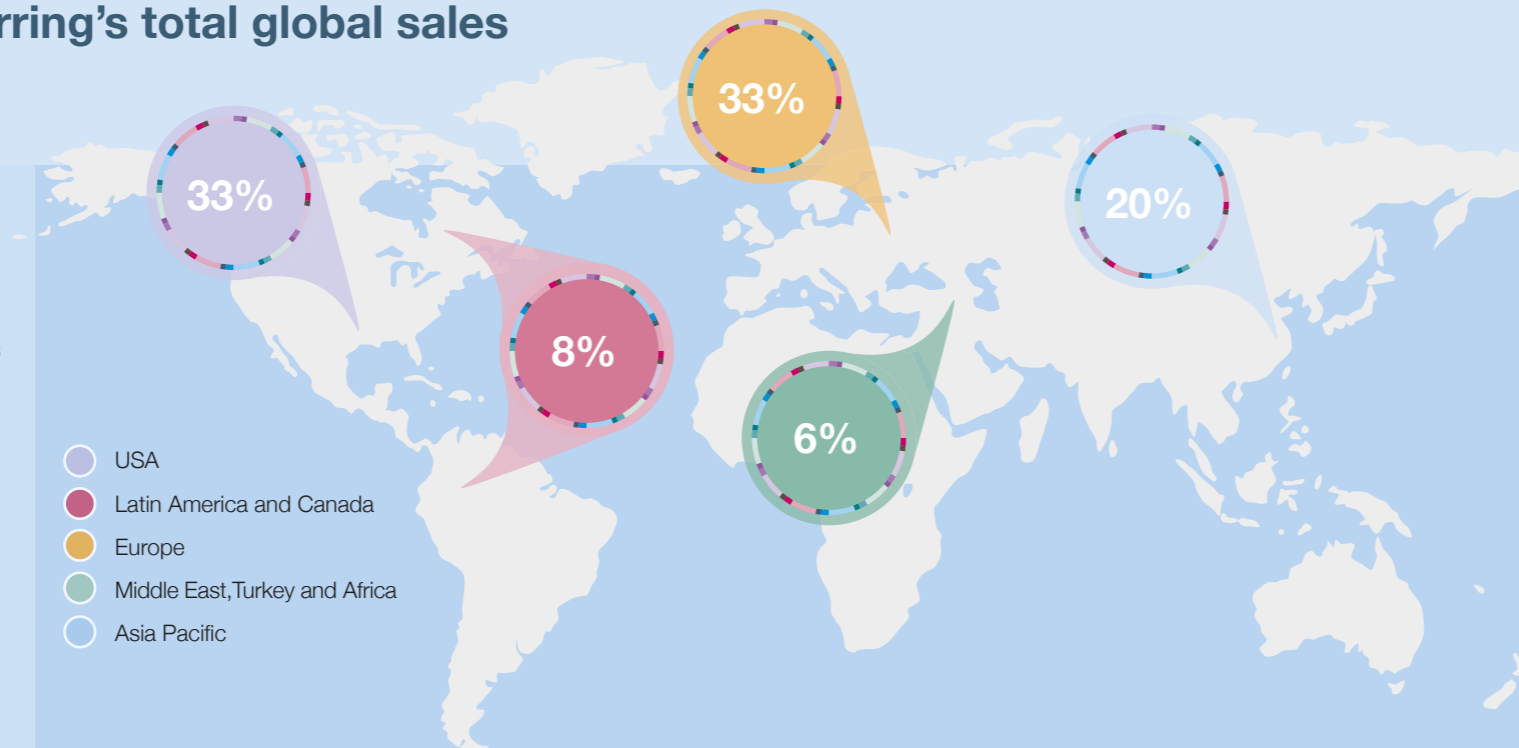 rring's total global sales
33%
33%
20%
8%
6%
USA
Latin America and Canada
Europe
Middle East,Turkey and Africa
Asia Pacific